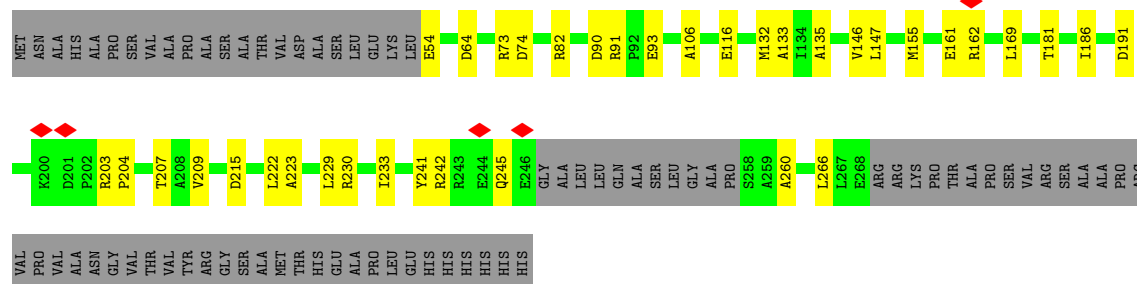 MET ASN ALA HIS ALA PRO SER VAL ALA PRO ALA SER ALA THR VAL ASP ALA SER LEU GLU LYS LEU E54 D64 R73 D74 R82 D90 R91 P92 E93 A106 E116 M132 A133 I134 A135 V146 L147 M155 E161 R162 L169 T181 I186 D191
K200 D201 P202 R203 P204 T207 A208 V209 D215 L222 A223 L229 R230 I233 Y241 R242 R243 E244 Q245 E246 GLY ALA LEU LEU GLN ALA SER LEU GLY ALA PRO S258 A259 A260 L266 L267 E268 ARG ARG LYS PRO THR ALA PRO SER VAL ARG SER ALA ALA PRO ARG
VAL PRO VAL ALA ASN GLY VAL THR VAL TYR ARG GLY SER ALA MET THR HIS GLU ALA PRO LEU GLU HIS HIS HIS HIS HIS HIS